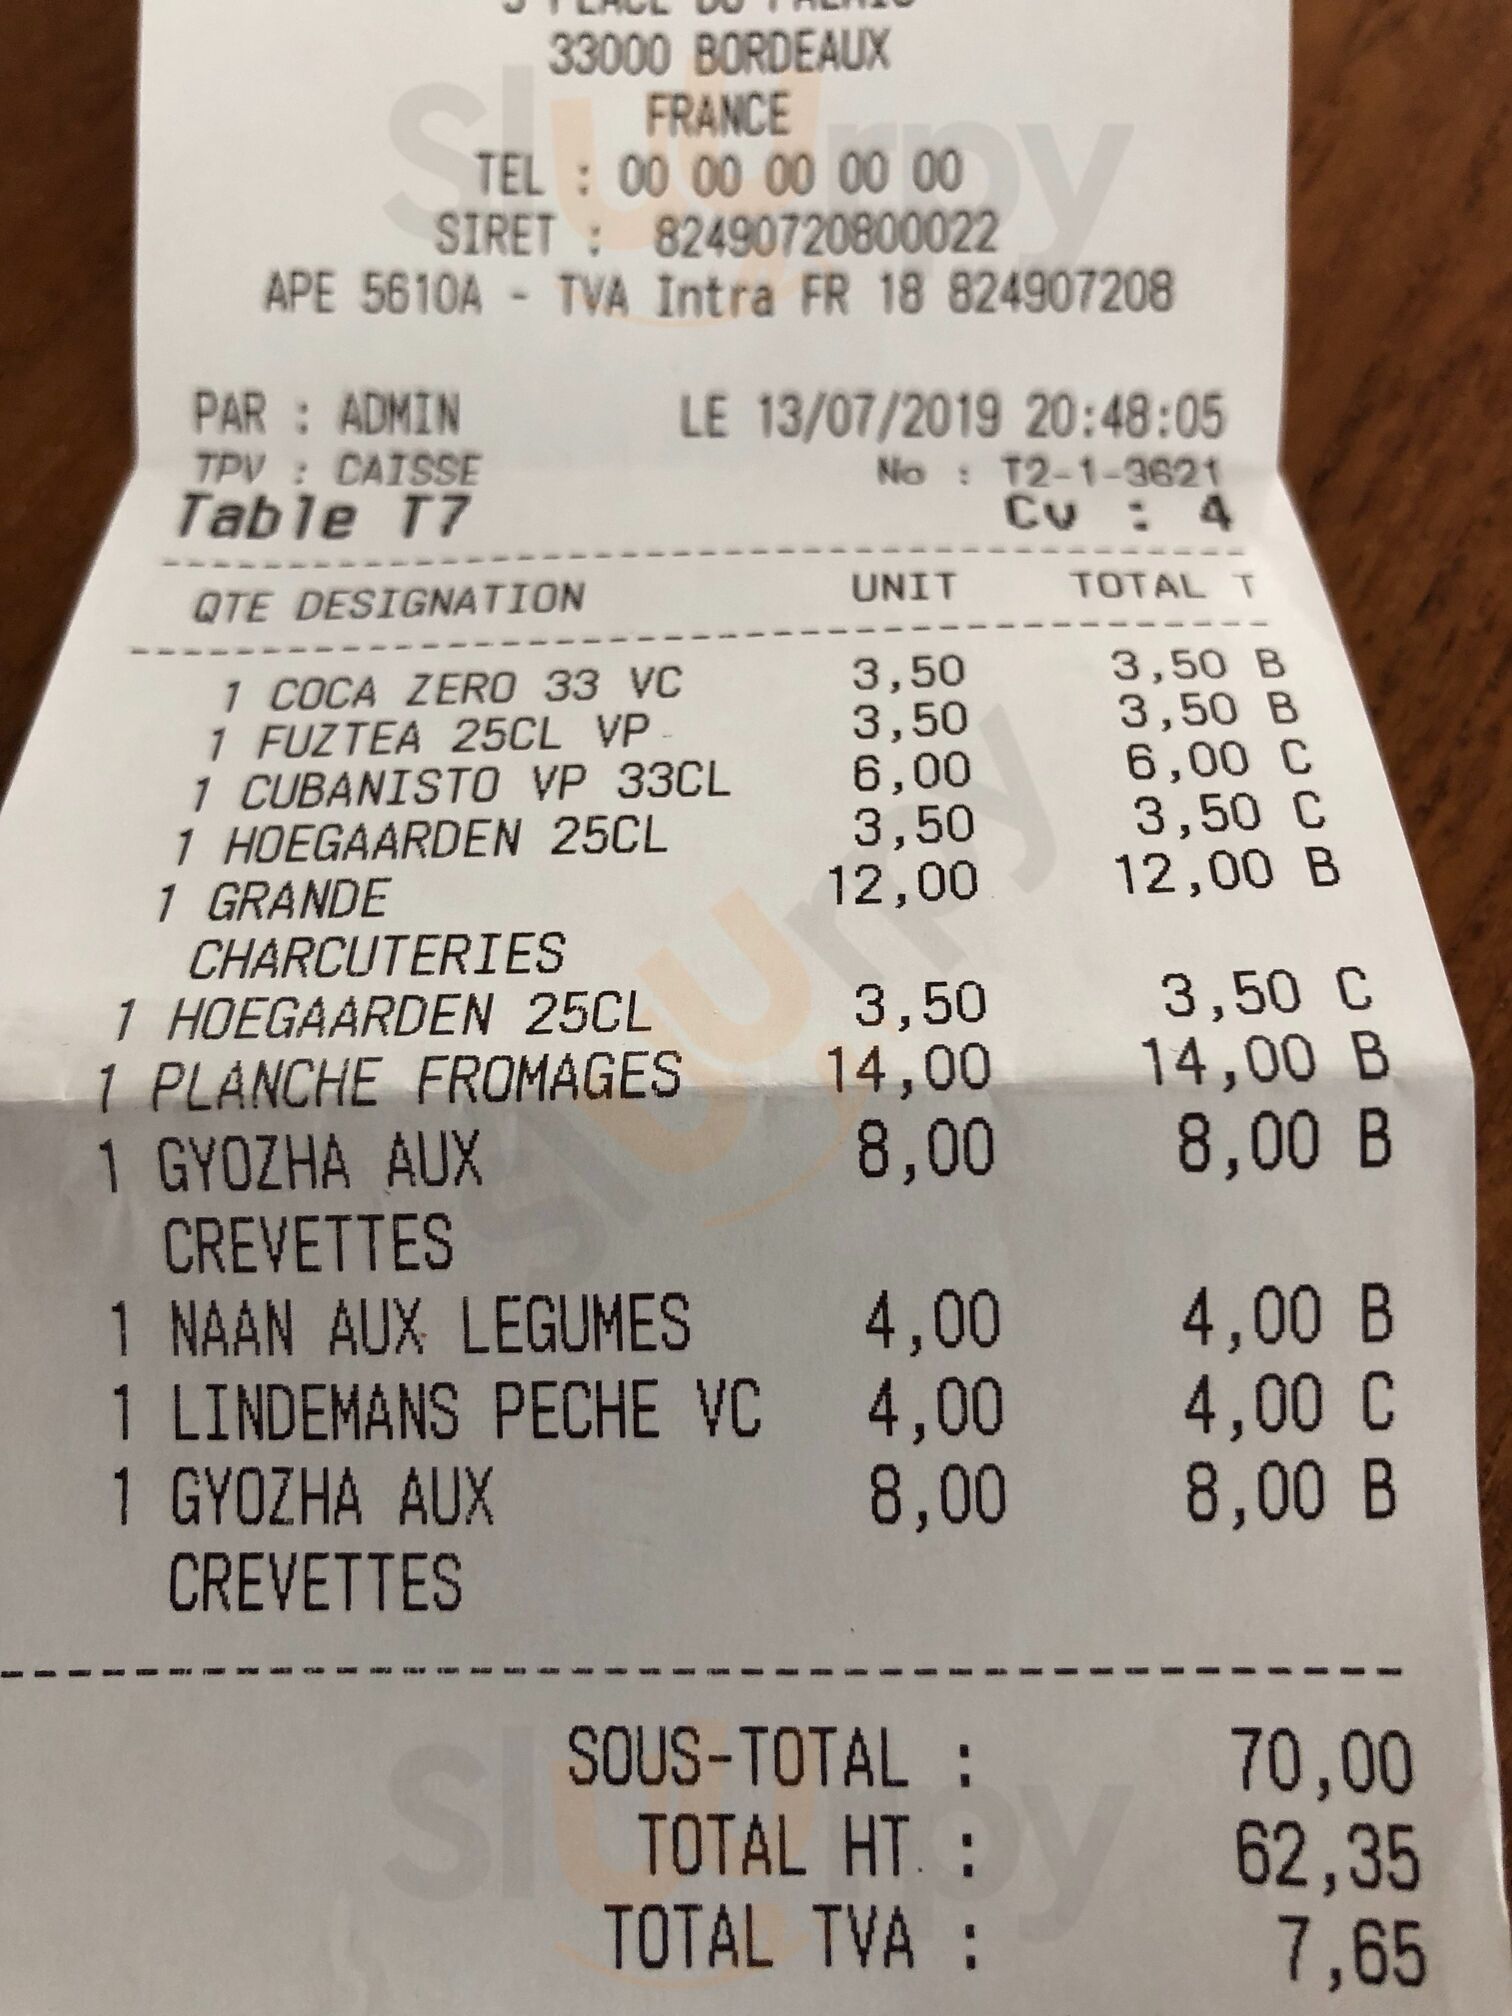 3 PLACE DU PALAIS
33000 BORDEAUX
FRANCE
TEL : 00 00 00 00 00
SIRET : 82490720800022
APE 5610A - TVA Intra FR 18 824907208
PAR : ADMIN LE 13/07/2019 20:48:05
TPV : CAISSE No : T2-1-3621
Table T7 Cv : 4
QTE DESIGNATION UNIT TOTAL T
1 COCA ZERO 33 VC 3,50 3,50 B
1 FUZTEA 25CL VP 3,50 3,50 B
1 CUBANISTO VP 33CL 6,00 6,00 C
1 HOEGAARDEN 25CL 3,50 3,50 C
1 GRANDE 12,00 12,00 B
CHARCUTERIES
1 HOEGAARDEN 25CL 3,50 3,50 C
1 PLANCHE FROMAGES 14,00 14,00 B
1 GYOZHA AUX 8,00 8,00 B
CREVETTES
1 NAAN AUX LEGUMES 4,00 4,00 B
1 LINDEMANS PECHE VC 4,00 4,00 C
1 GYOZHA AUX 8,00 8,00 B
CREVETTES
SOUS-TOTAL : 70,00
TOTAL HT : 62,35
TOTAL TVA : 7,65
slurpy
slurpy
slurpy